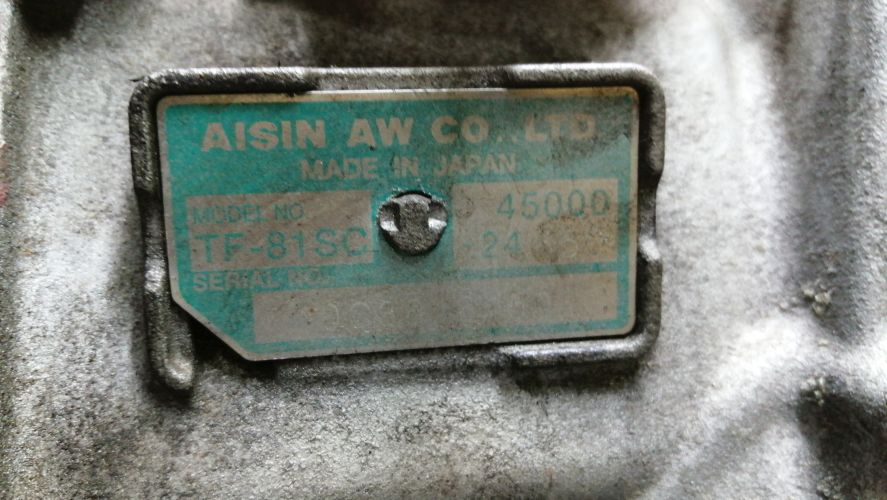 AISIN AW CO.,LTD.
MADE IN JAPAN
MODEL NO.
45000
TF-81SC
24
SERIAL NO.